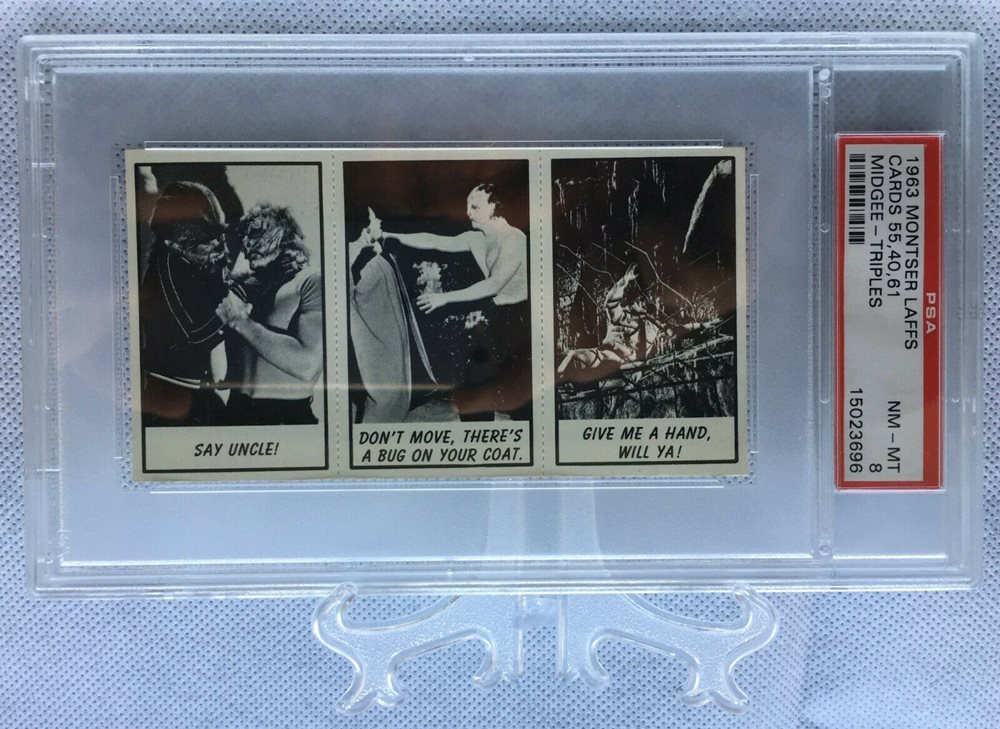 SAY UNCLE!
DON'T MOVE, THERE'S
A BUG ON YOUR COAT.
GIVE ME A HAND,
WILL YA!
PSA
1963 MONTSER LAFFS
CARDS 55,40,61
MIDGEE-TRIPLES
NM-MT
8
15023696